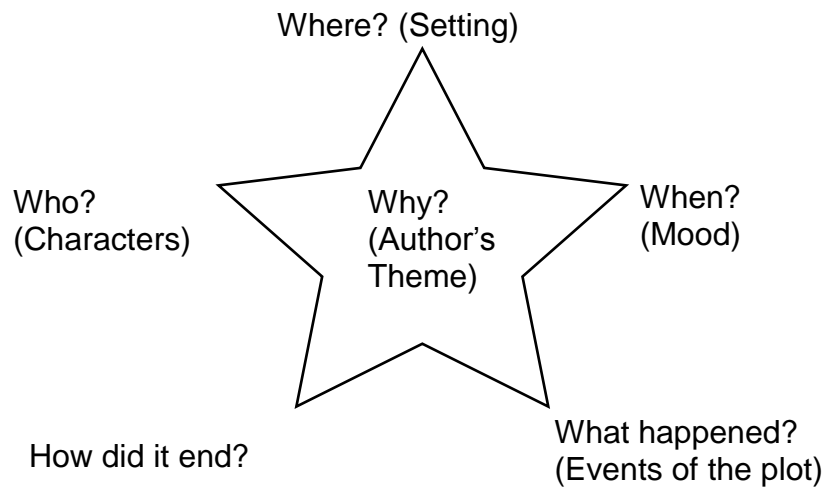 Where? (Setting)
Who?
(Characters)
Why?
(Author's
Theme)
When?
(Mood)
How did it end?
What happened?
(Events of the plot)